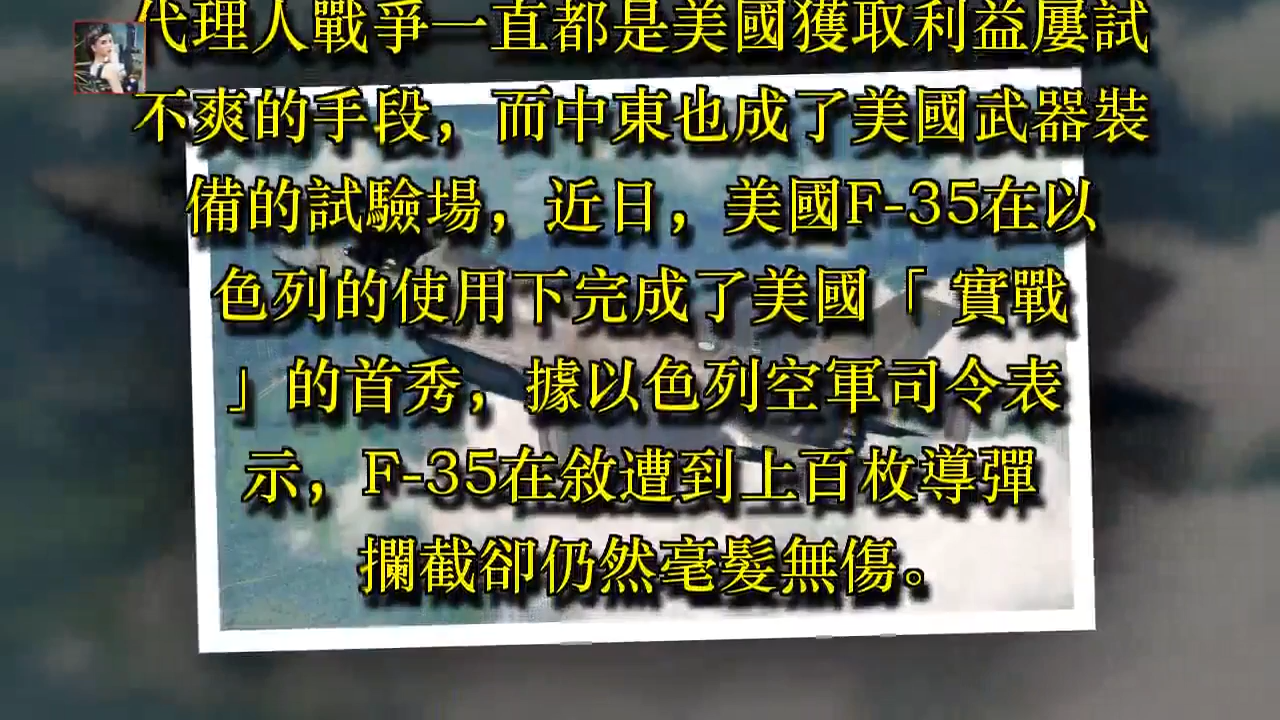 代理人戰爭一直都是美國獲取利益屢試
不爽的手段，而中東也成了美國武器裝
備的試驗場，近日，美國F-35在以
色列的使用下完成了美國「 實戰
」的首秀，據以色列空軍司令表
示，F-35在敘遭到上百枚導彈
攔截卻仍然毫髮無傷。